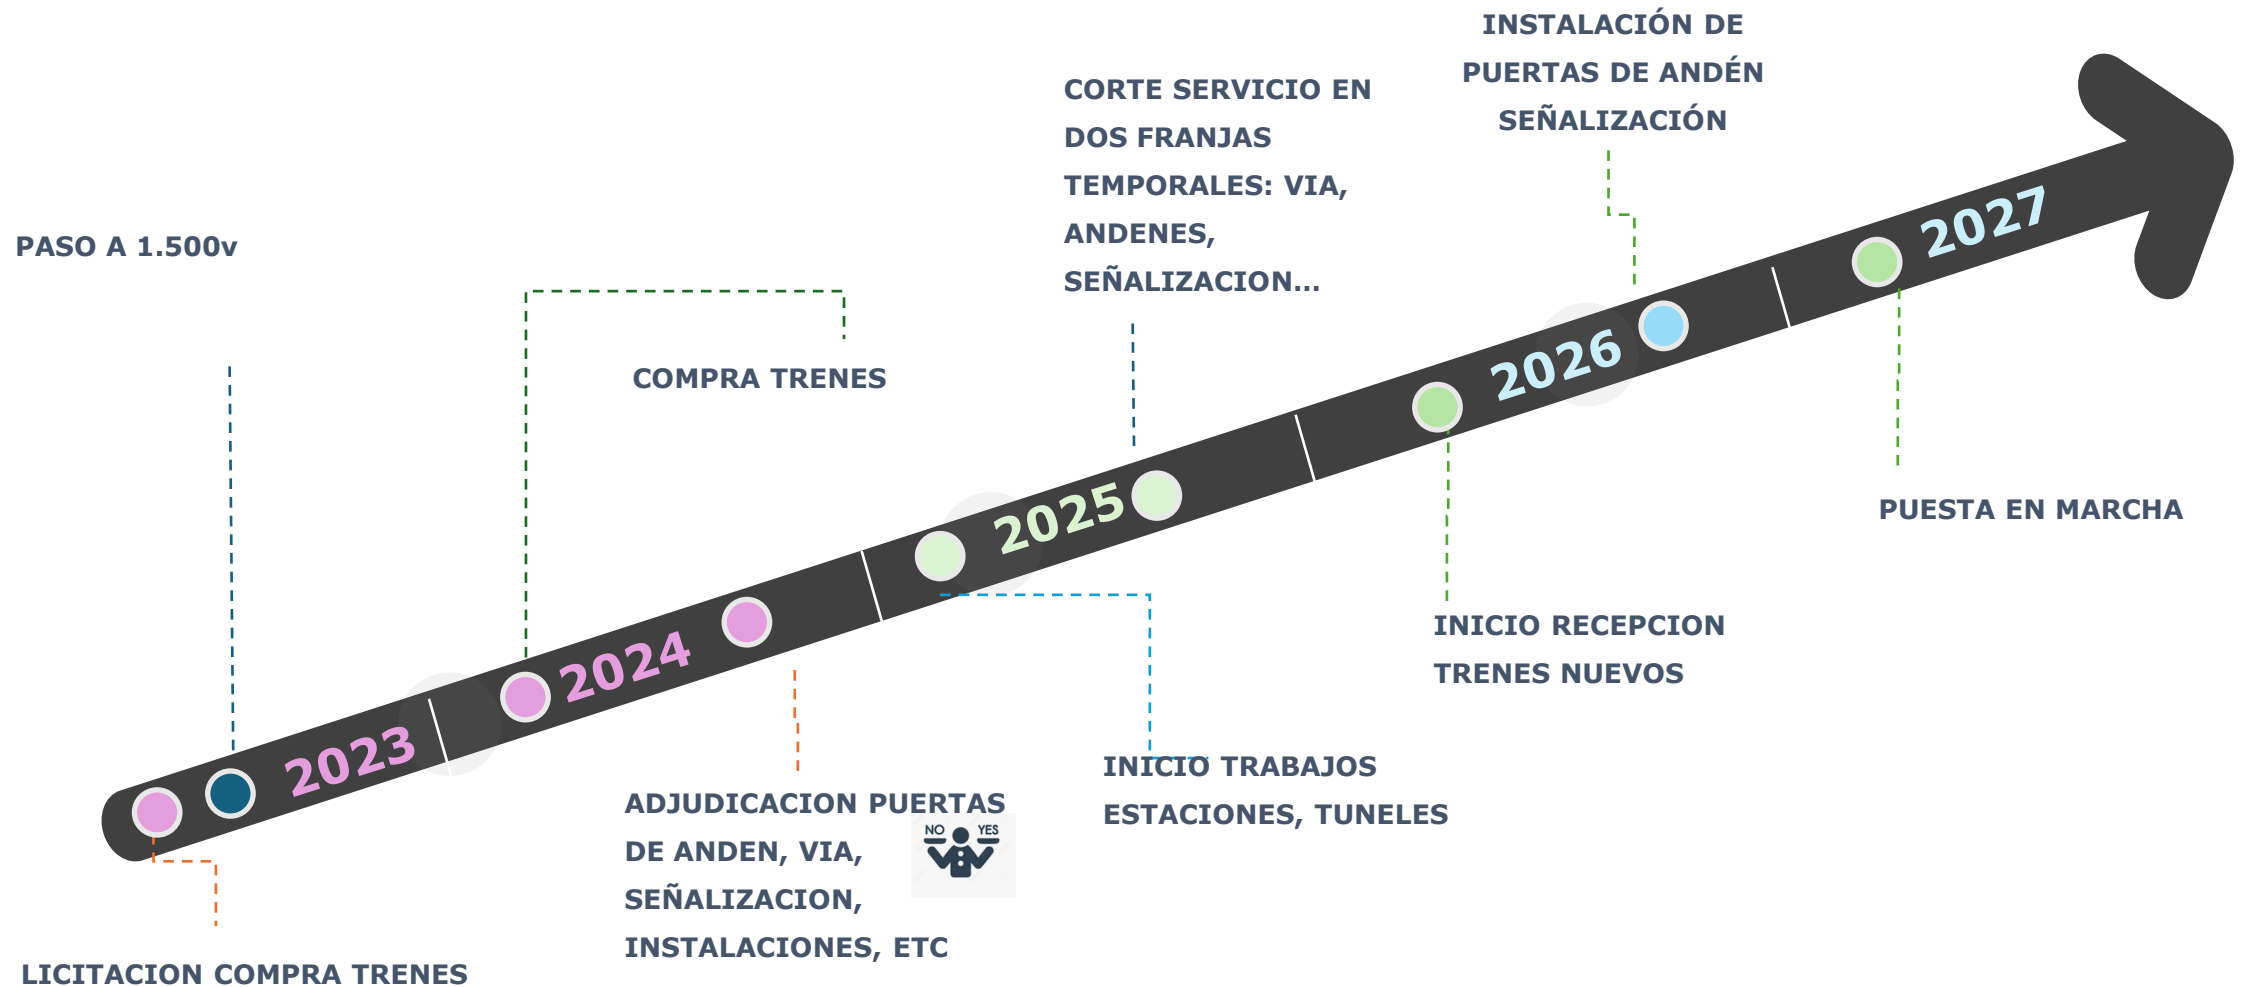 INSTALACIÓN DE
PUERTAS DE ANDÉN
SEÑALIZACIÓN
CORTE SERVICIO EN
DOS FRANJAS
TEMPORALES: VIA,
ANDENES,
SEÑALIZACION...
PASO A 1.500v
COMPRA TRENES
2023
2024
2025
2026
2027
PUESTA EN MARCHA
INICIO RECEPCION
TRENES NUEVOS
INICIO TRABAJOS
ESTACIONES, TUNELES
ADJUDICACION PUERTAS
DE ANDEN, VIA,
SEÑALIZACION,
INSTALACIONES, ETC
NO YES
LICITACION COMPRA TRENES